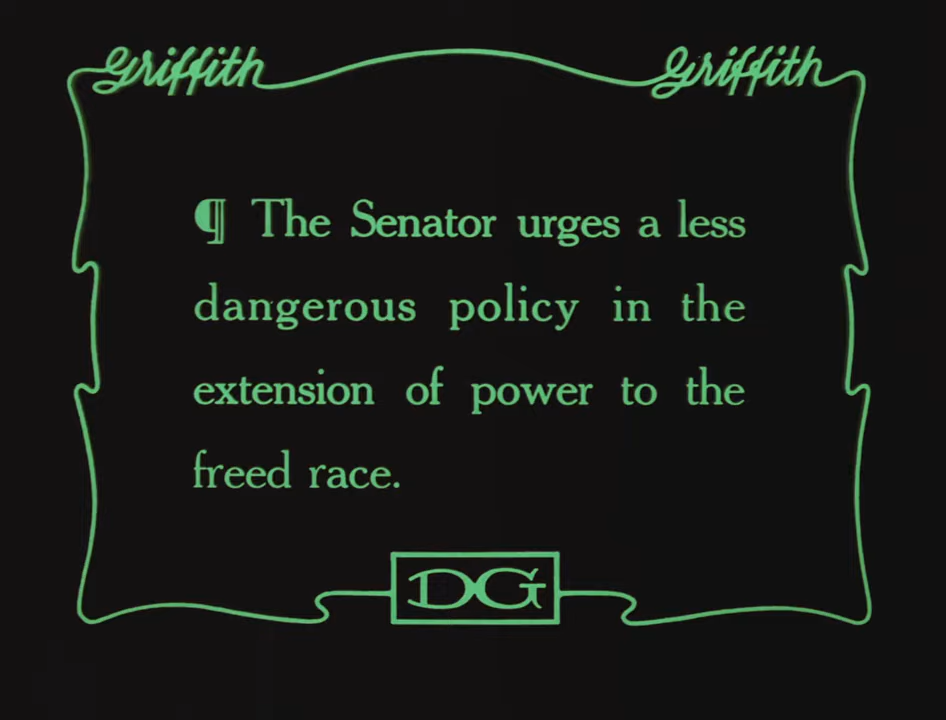 Griffith Griffith
¶ The Senator urges a less
dangerous policy in the
extension of power to the
freed race.
DG